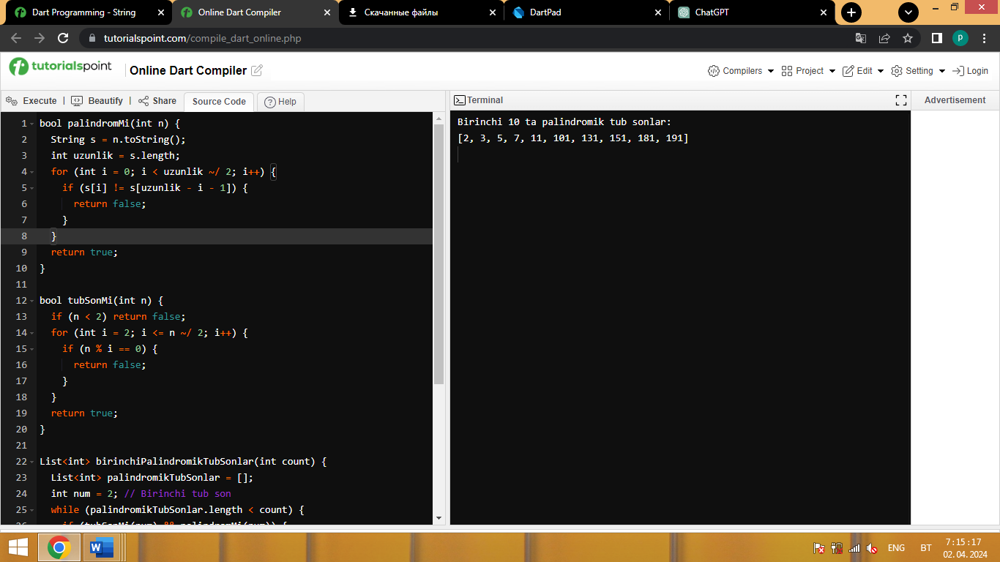 Dart Programming - String
Online Dart Compiler
Скачанные файлы
DartPad
ChatGPT
tutorialspoint.com/compile_dart_online.php
p
tutorialspoint
Online Dart Compiler
Compilers
Project
Edit
Setting
Login
Execute | Beautify | Share
Source Code
Help
Terminal
Advertisement
1 bool palindromMi(int n) {
2 String s = n.toString();
3 int uzunlik = s.length;
4 for (int i = 0; i < uzunlik ~/ 2; i++) {
5 if (s[i] != s[uzunlik - i - 1]) {
6 return false;
7 }
8 }
9 return true;
10 }
11
12 bool tubSonMi(int n) {
13 if (n < 2) return false;
14 for (int i = 2; i <= n ~/ 2; i++) {
15 if (n % i == 0) {
16 return false;
17 }
18 }
19 return true;
20 }
21
22 List<int> birinchiPalindromikTubSonlar(int count) {
23 List<int> palindromikTubSonlar = [];
24 int num = 2; // Birinchi tub son
25 while (palindromikTubSonlar.length < count) {
26 if (tubSonMi(num) && palindromMi(num)) {
Birinchi 10 ta palindromik tub sonlar:
[2, 3, 5, 7, 11, 101, 131, 151, 181, 191]
ENG
BT
7:15:17
02.04.2024